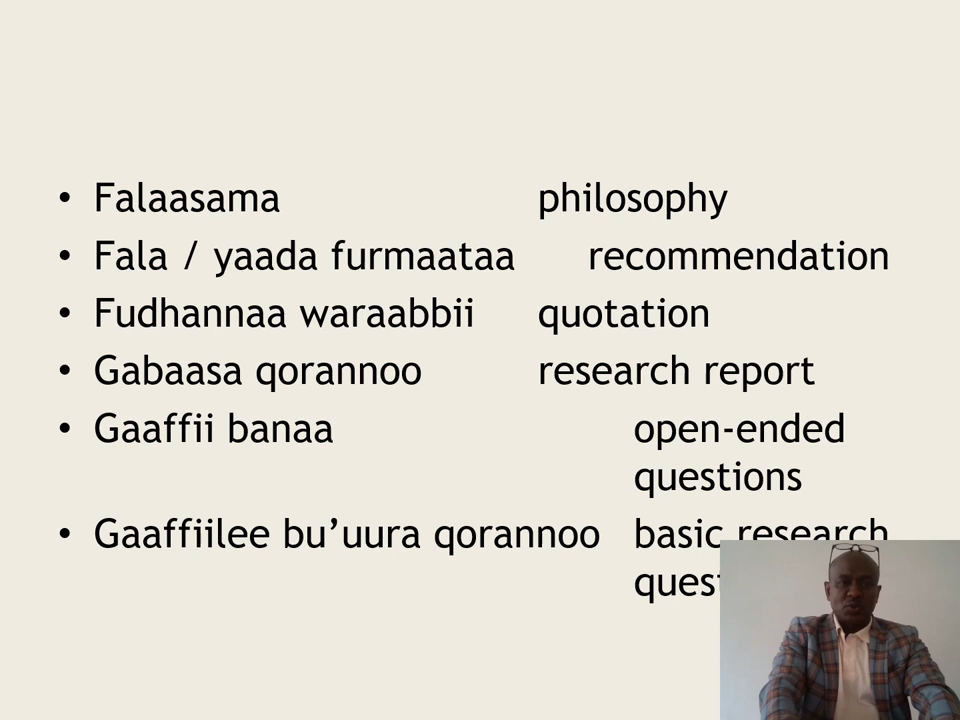 • Falaasama philosophy
• Fala / yaada furmaataa recommendation
• Fudhannaa waraabbii quotation
• Gabaasa qorannoo research report
• Gaaffii banaa open-ended
questions
• Gaaffiilee bu’uura qorannoo basic research